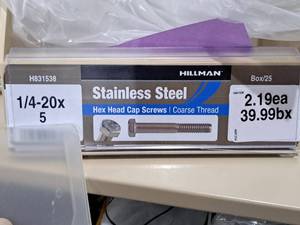 H831538
HILLMAN
Box/25
1/4-20x
5
Stainless Steel
Hex Head Cap Screws | Coarse Thread
2.19ea
39.99bx